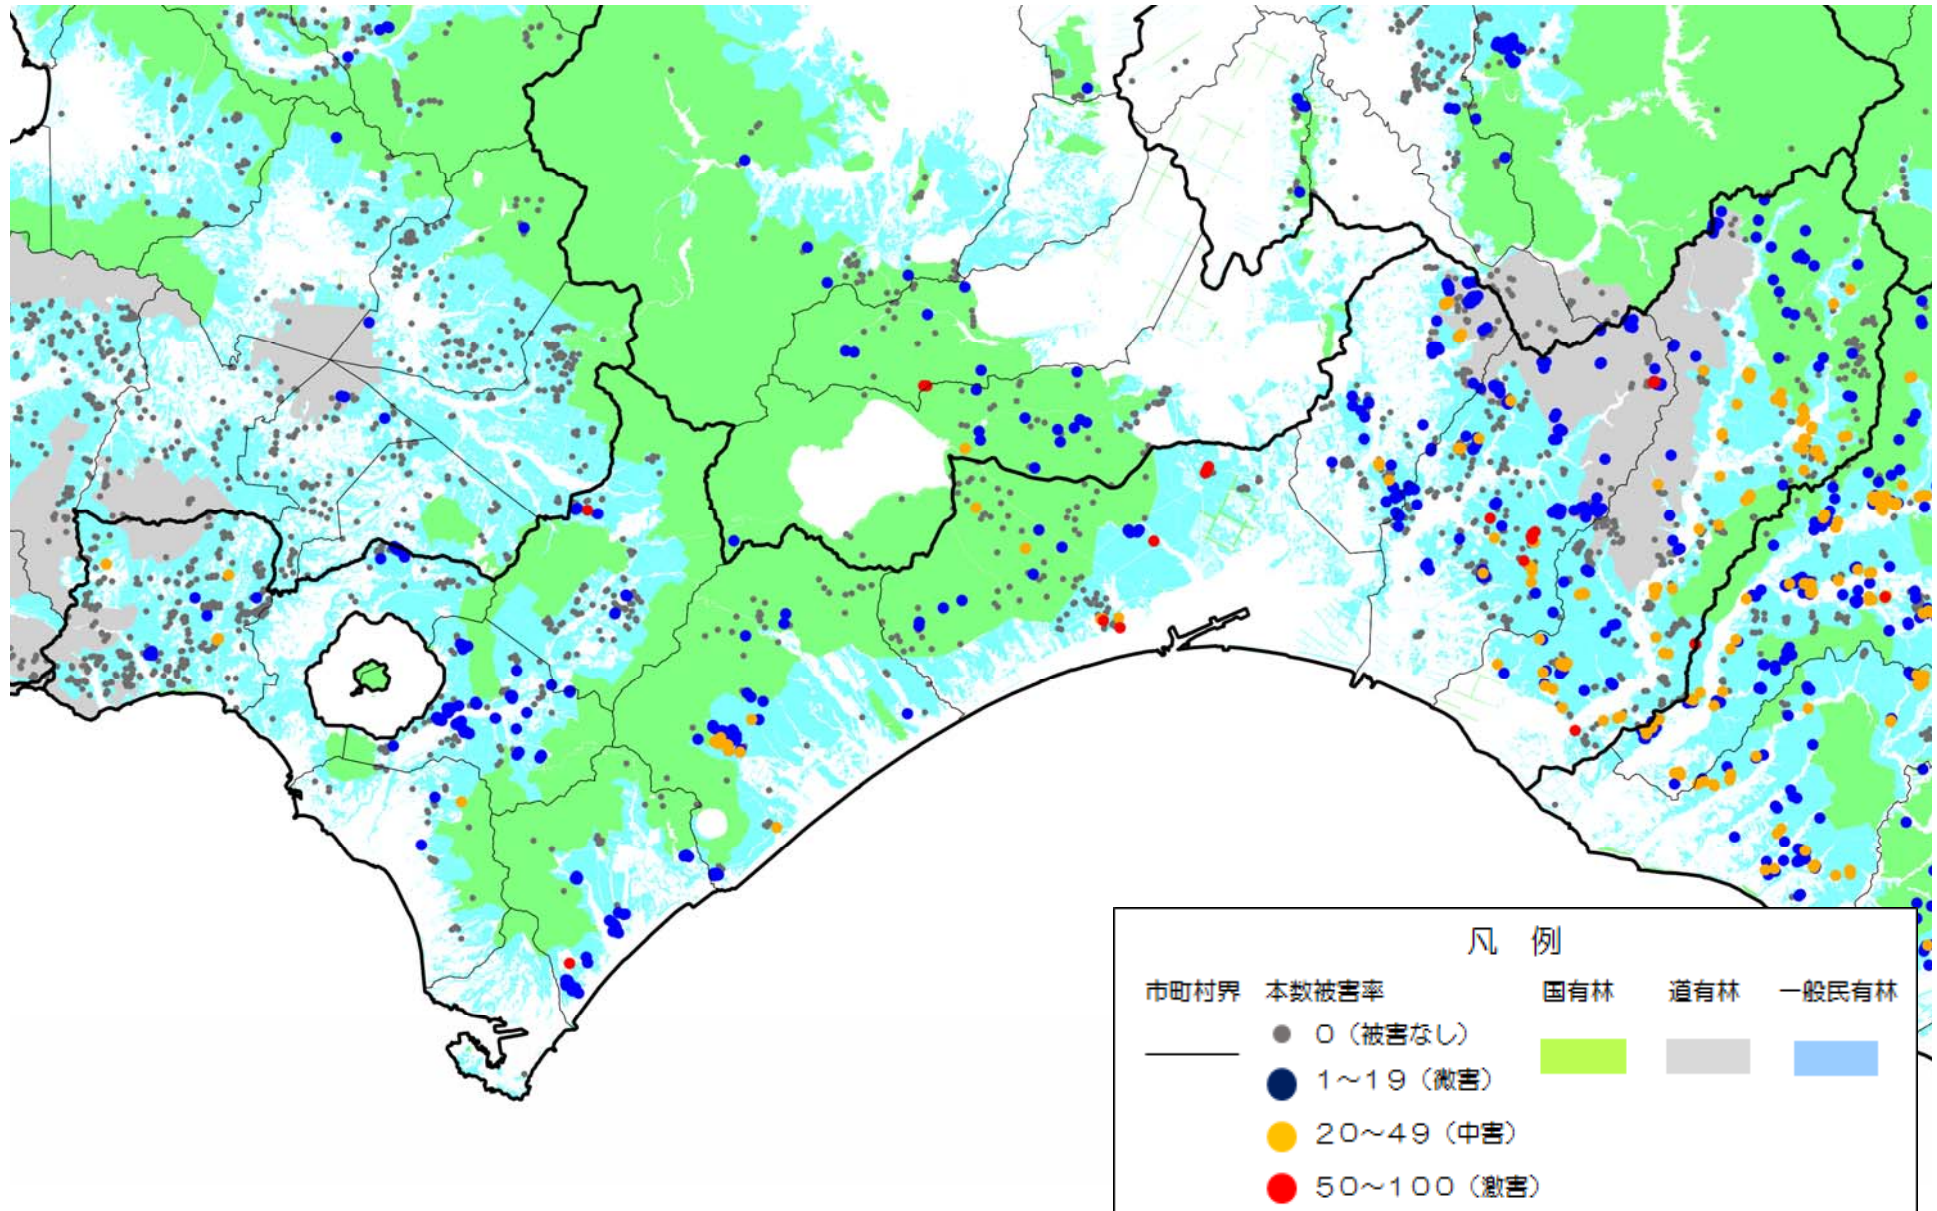 凡 例
市町村界 本数被害率 国有林 道有林 一般民有林
０（被害なし）
１～１９（微害）
２０～４９（中害）
５０～１００（激害）